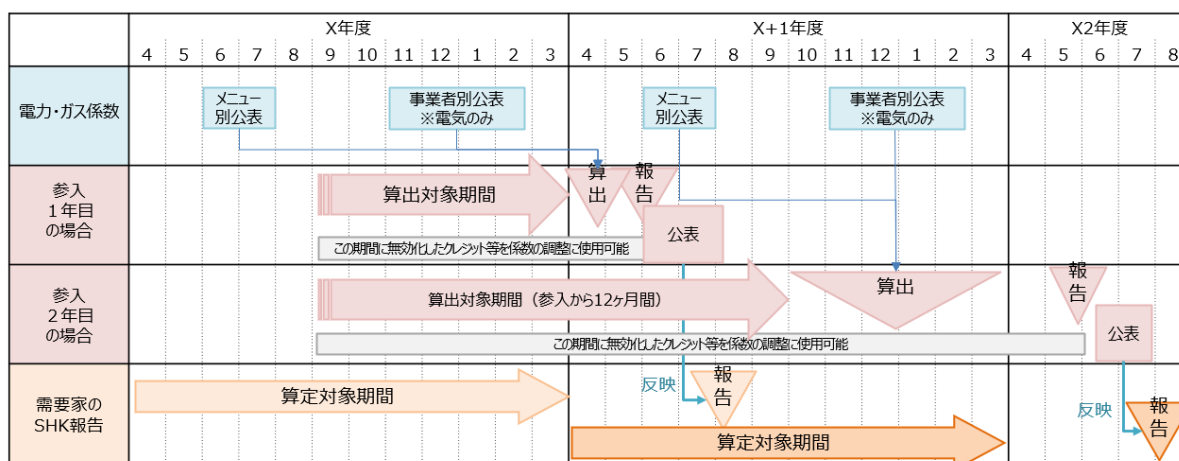 X年度 X+1年度 X2年度
4 5 6 7 8 9 10 11 12 1 2 3 4 5 6 7 8 9 10 11 12 1 2 3 4 5 6 7 8
電力・ガス係数
メニュー
別公表
事業者別公表
※電気のみ
メニュー
別公表
事業者別公表
※電気のみ
参入
1年目
の場合
算出対象期間
算
出
報
告
公表
この期間に無効化したクレジット等を係数の調整に使用可能
参入
2年目
の場合
算出対象期間（参入から12ヶ月間）
算出
報
告
公表
この期間に無効化したクレジット等を係数の調整に使用可能
需要家の
SHK報告
算定対象期間
反映
報
告
算定対象期間
反映
報
告